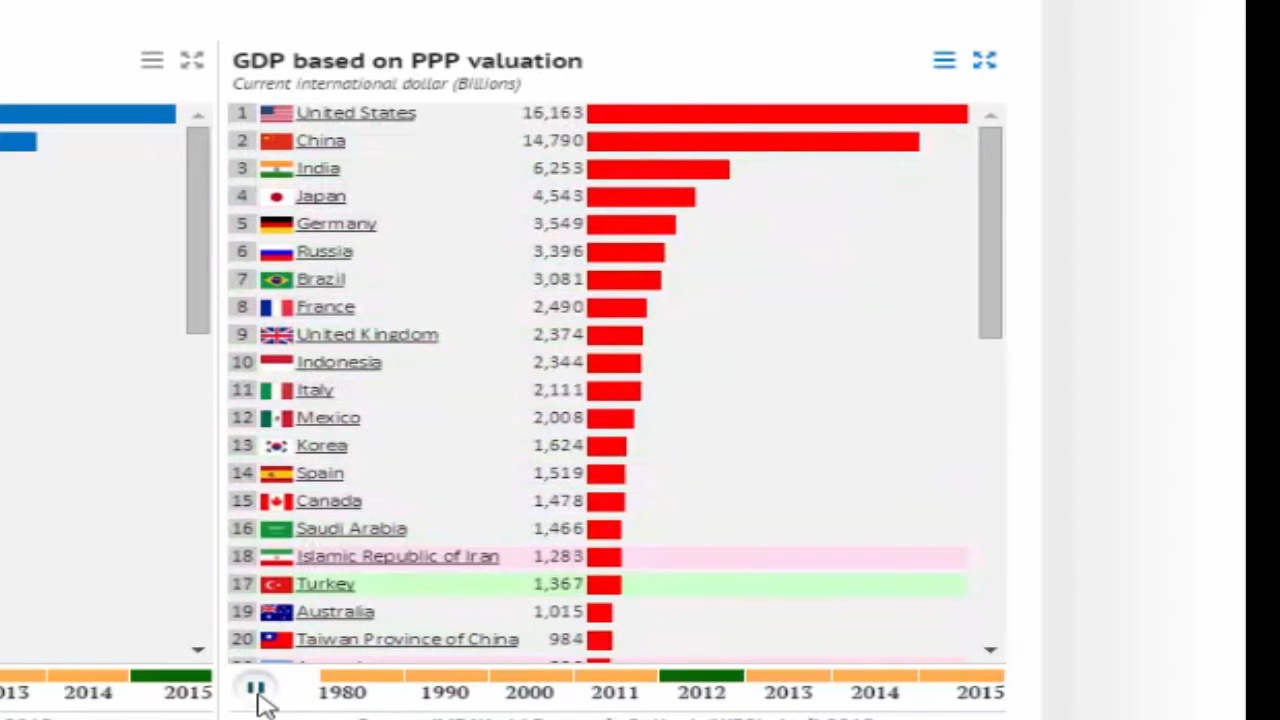 GDP based on PPP valuation
Current international dollar (Billions)
1 United States 16,163
2 China 14,790
3 India 6,253
4 Japan 4,543
5 Germany 3,549
6 Russia 3,396
7 Brazil 3,081
8 France 2,490
9 United Kingdom 2,374
10 Indonesia 2,344
11 Italy 2,111
12 Mexico 2,008
13 Korea 1,624
14 Spain 1,519
15 Canada 1,478
16 Saudi Arabia 1,466
18 Islamic Republic of Iran 1,283
17 Turkey 1,367
19 Australia 1,015
20 Taiwan Province of China 984
013 2014 2015 1980 1990 2000 2011 2012 2013 2014 2015